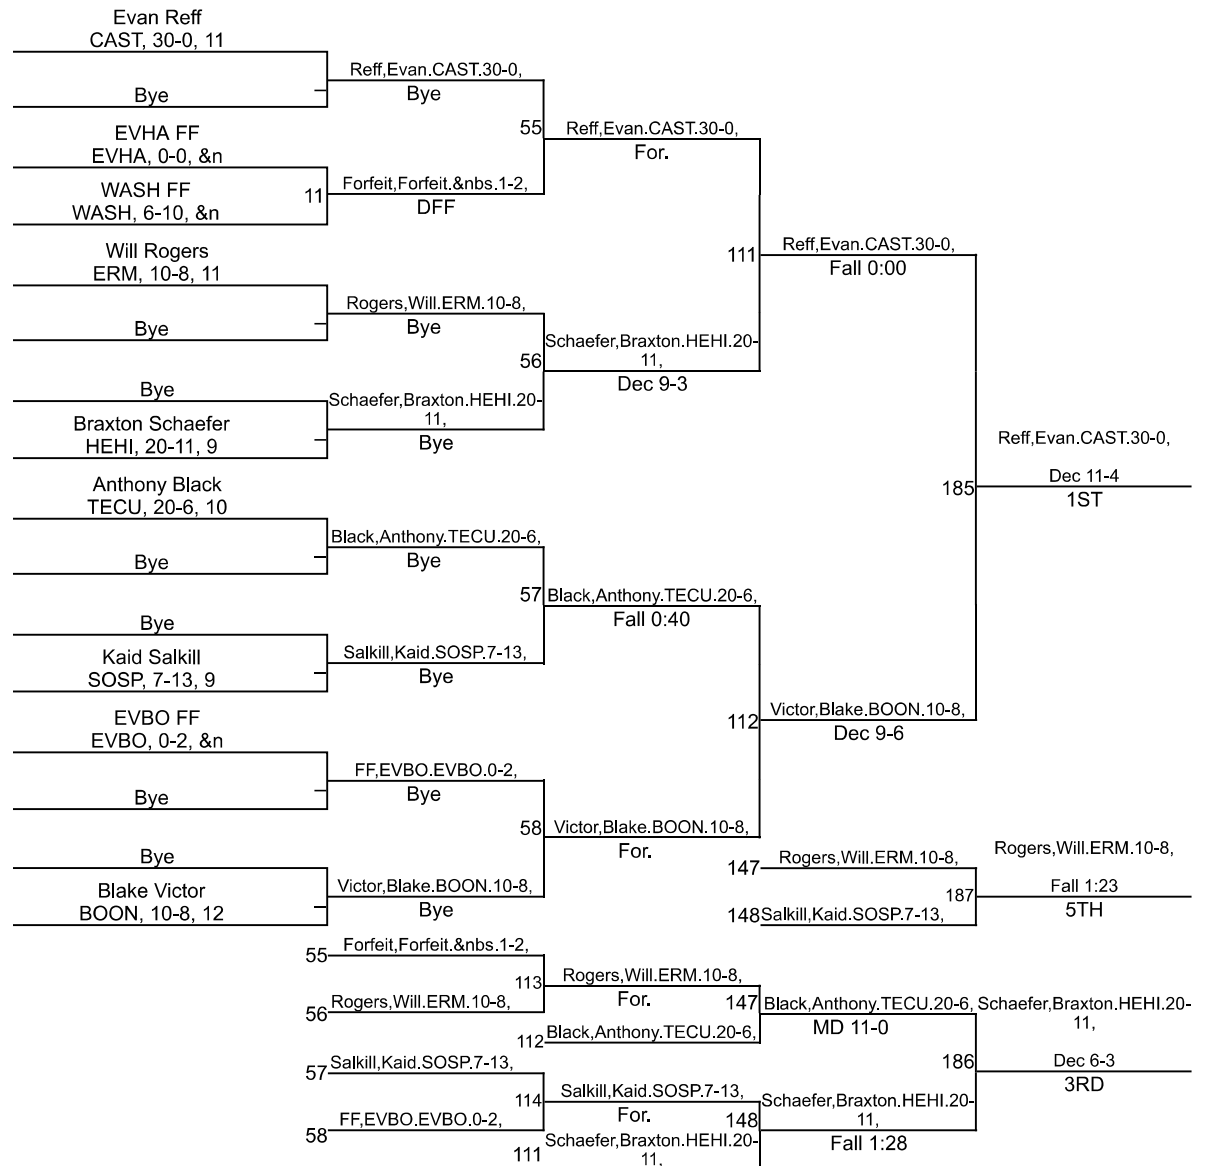 Evan Reff
CAST, 30-0, 11
Reff,Evan.CAST.30-0,
Bye
Bye
55
Reff,Evan.CAST.30-0,
For.
EVHA FF
EVHA, 0-0, &n
WASH FF
WASH, 6-10, &n
11
Forfeit,Forfeit.&nbs.1-2,
DFF
111
Reff,Evan.CAST.30-0,
Fall 0:00
Will Rogers
ERM, 10-8, 11
Rogers,Will.ERM.10-8,
Bye
Bye
56
Schaefer,Braxton.HEHI.20-
11,
Dec 9-3
Bye
Schaefer,Braxton.HEHI.20-
11,
Bye
Braxton Schaefer
HEHI, 20-11, 9
Reff,Evan.CAST.30-0,
185
Dec 11-4
1ST
Anthony Black
TECU, 20-6, 10
Black,Anthony.TECU.20-6,
Bye
Bye
57
Black,Anthony.TECU.20-6,
Fall 0:40
Bye
Salkill,Kaid.SOSP.7-13,
Bye
Kaid Salkill
SOSP, 7-13, 9
112
Victor,Blake.BOON.10-8,
Dec 9-6
EVBO FF
EVBO, 0-2, &n
FF,EVBO.EVBO.0-2,
Bye
Bye
58
Victor,Blake.BOON.10-8,
For.
Bye
Victor,Blake.BOON.10-8,
Bye
Blake Victor
BOON, 10-8, 12
147
Rogers,Will.ERM.10-8,
187
Rogers,Will.ERM.10-8,
Fall 1:23
5TH
148
Salkill,Kaid.SOSP.7-13,
55
Forfeit,Forfeit.&nbs.1-2,
113
Rogers,Will.ERM.10-8,
For.
56
Rogers,Will.ERM.10-8,
147
Black,Anthony.TECU.20-6,
MD 11-0
112
Black,Anthony.TECU.20-6,
Schaefer,Braxton.HEHI.20-
11,
186
Dec 6-3
3RD
57
Salkill,Kaid.SOSP.7-13,
114
Salkill,Kaid.SOSP.7-13,
For.
58
FF,EVBO.EVBO.0-2,
148
Schaefer,Braxton.HEHI.20-
11,
Fall 1:28
111
Schaefer,Braxton.HEHI.20-
11,